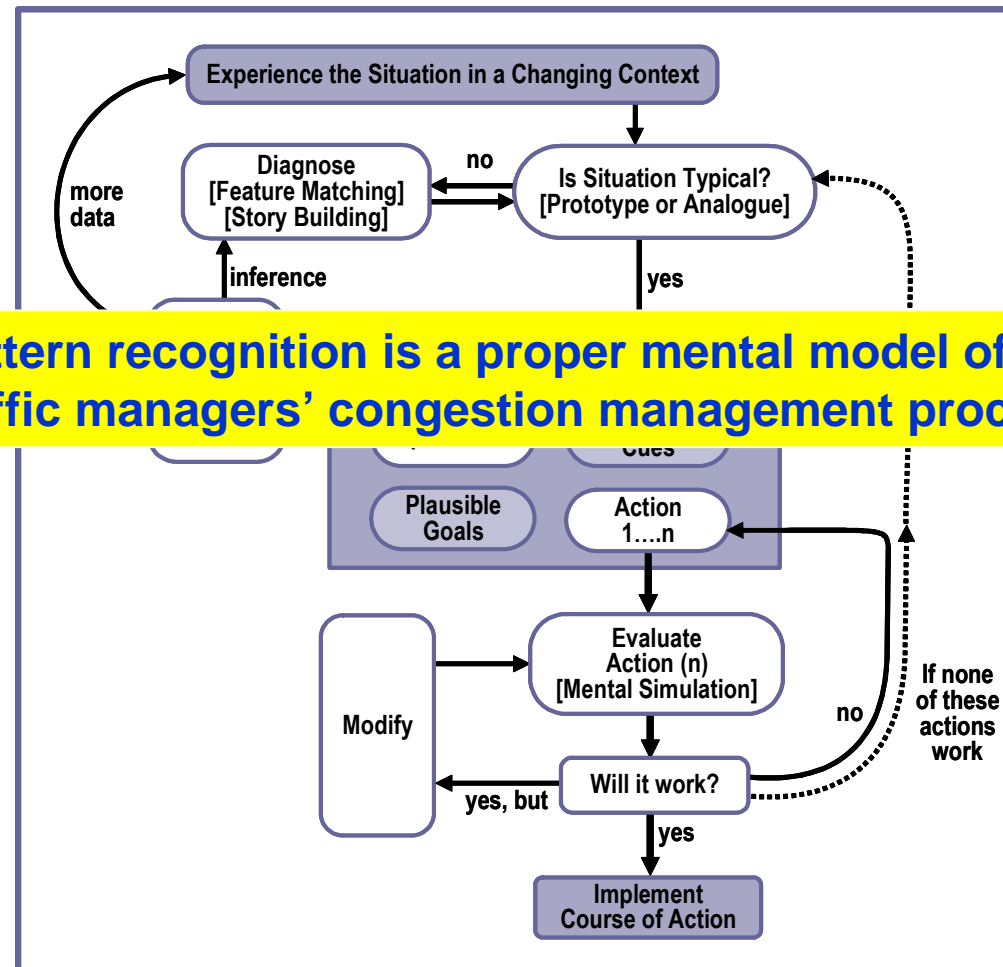 Experience the Situation in a Changing Context
Diagnose
[Feature Matching]
[Story Building]
no
Is Situation Typical?
[Prototype or Analogue]
more
data
inference
yes
ttern recognition is a proper mental model of
ffic managers’ congestion management proc
Cues
Plausible
Goals
Action
1….n
Evaluate
Action (n)
[Mental Simulation]
Modify
no
If none
of these
actions
work
yes, but
Will it work?
yes
Implement
Course of Action